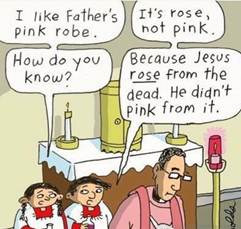 I like Father's
pink robe.
It's rose,
not pink.
How do you
know?
Because Jesus
rose from the
dead. He didn't
pink from it.